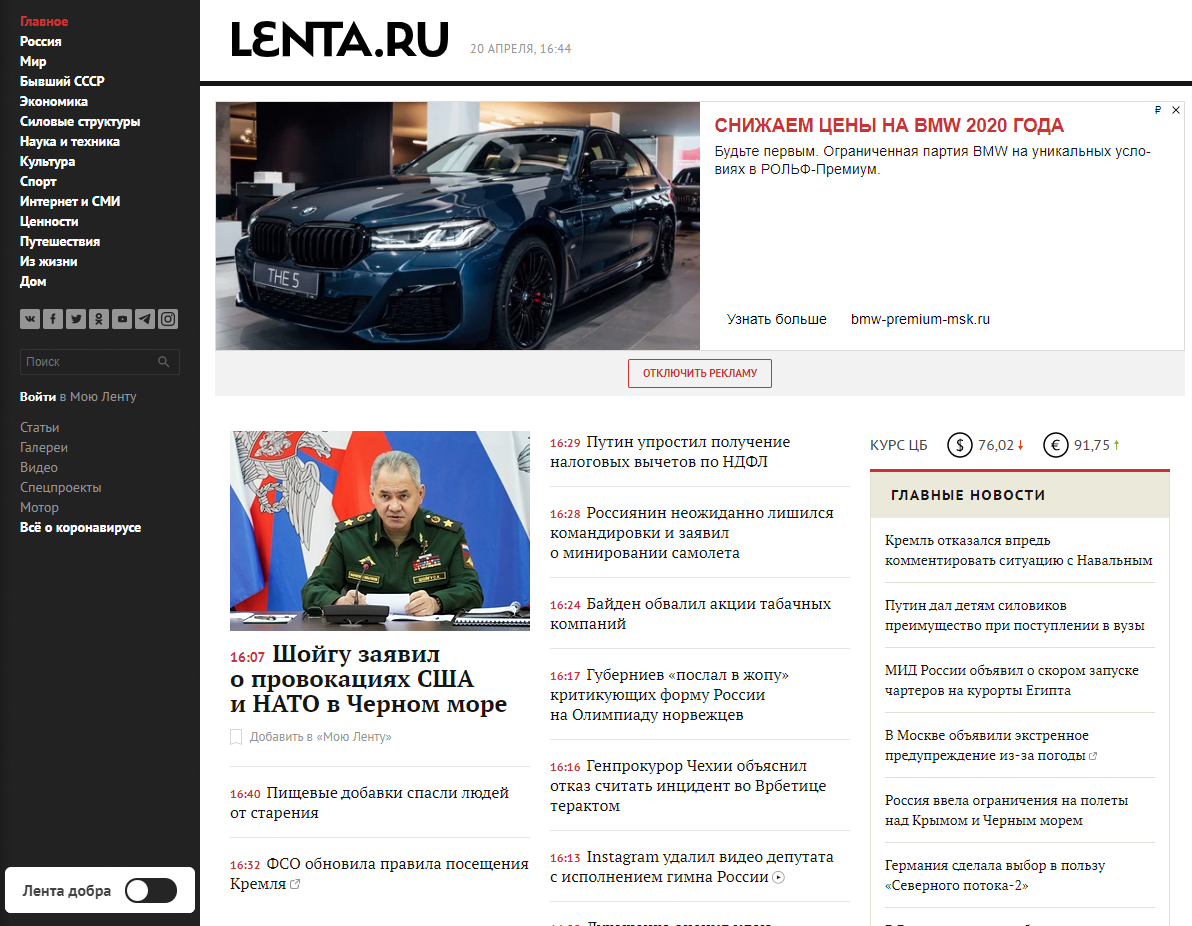 Главное
Россия
Мир
Бывший СССР
Экономика
Силовые структуры
Наука и техника
Культура
Спорт
Интернет и СМИ
Ценности
Путешествия
Из жизни
Дом
Поиск
Войти в Мою Ленту
Статьи
Галереи
Видео
Спецпроекты
Мотор
Всё о коронавирусе
Лента добра
LENTA.RU
20 АПРЕЛЯ, 16:44
THE 5
СНИЖАЕМ ЦЕНЫ НА BMW 2020 ГОДА
Будьте первым. Ограниченная партия BMW на уникальных усло-
виях в РОЛЬФ-Премиум.
Узнать больше bmw-premium-msk.ru
ОТКЛЮЧИТЬ РЕКЛАМУ
16:07 Шойгу заявил
о провокациях США
и НАТО в Черном море
Добавить в «Мою Ленту»
16:40 Пищевые добавки спасли людей
от старения
16:32 ФСО обновила правила посещения
Кремля
16:29 Путин упростил получение
налоговых вычетов по НДФЛ
16:28 Россиянин неожиданно лишился
командировки и заявил
о минировании самолета
16:24 Байден обвалил акции табачных
компаний
16:17 Губерниев «послал в жопу»
критикующих форму России
на Олимпиаду норвежцев
16:16 Генпрокурор Чехии объяснил
отказ считать инцидент во Врбетице
терактом
16:13 Instagram удалил видео депутата
с исполнением гимна России
КУРС ЦБ $ 76,02 ↓ € 91,75 ↑
ГЛАВНЫЕ НОВОСТИ
Кремль отказался впредь
комментировать ситуацию с Навальным
Путин дал детям силовиков
преимущество при поступлении в вузы
МИД России объявил о скором запуске
чартеров на курорты Египта
В Москве объявили экстренное
предупреждение из-за погоды
Россия ввела ограничения на полеты
над Крымом и Черным морем
Германия сделала выбор в пользу
«Северного потока-2»